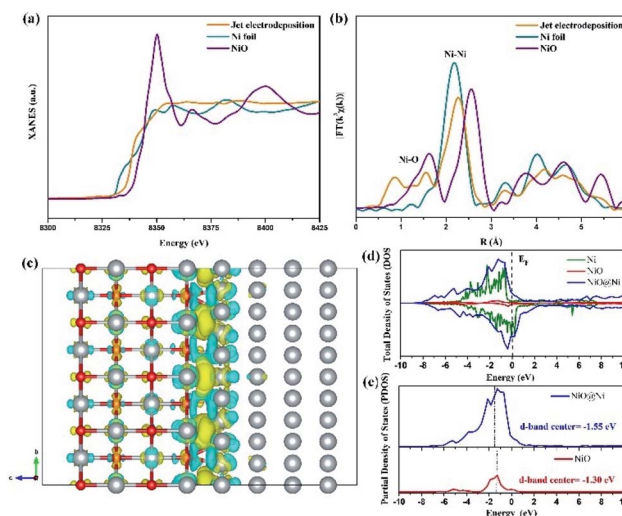 (a)
Jet electrodeposition
Ni foil
NiO
XANES (a.u.)
8300 8325 8350 8375 8400 8425
Energy (eV)
(b)
Jet electrodeposition
Ni foil
NiO
Ni-Ni
Ni-O
|FT(k³χ(k))|
0 1 2 3 4 5
R (Å)
(c)
b
c
(d)
E_F
Ni
NiO
NiO@Ni
Total Density of States (DOS
-10 -8 -6 -4 -2 0 2 4 6 8 10
Energy (eV)
(e)
NiO@Ni
d-band center= -1.55 eV
NiO
d-band center= -1.30 eV
Partial Density of States (PDOS)
-10 -8 -6 -4 -2 0 2 4 6 8 10
Energy (eV)